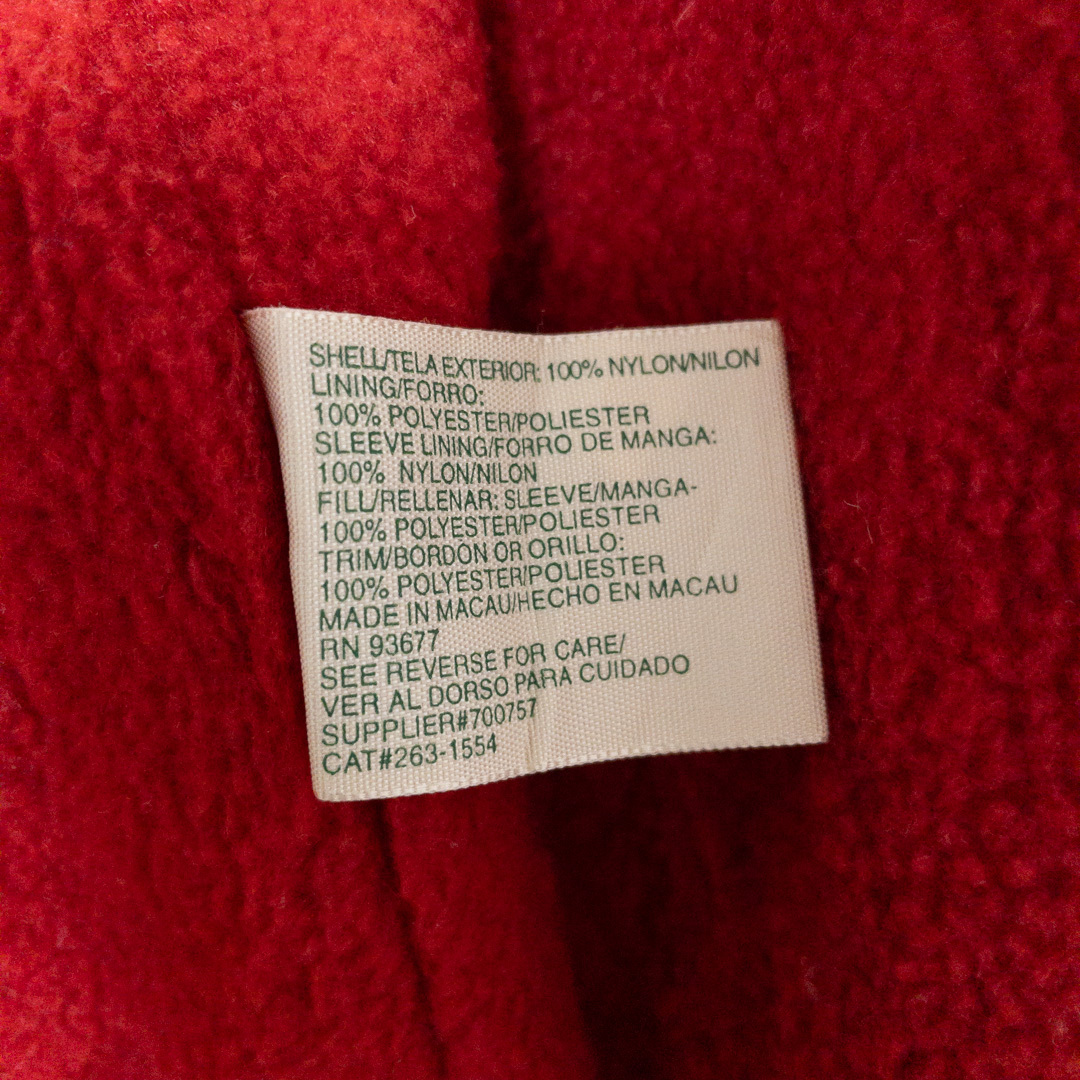 SHELL/TELA EXTERIOR: 100% NYLON/NILON
LINING/FORRO:
100% POLYESTER/POLIESTER
SLEEVE LINING/FORRO DE MANGA:
100% NYLON/NILON
FILL/RELLENAR: SLEEVE/MANGA-
100% POLYESTER/POLIESTER
TRIM/BORDON OR ORILLO:
100% POLYESTER/POLIESTER
MADE IN MACAU/HECHO EN MACAU
RN 93677
SEE REVERSE FOR CARE/
VER AL DORSO PARA CUIDADO
SUPPLIER#700757
CAT#263-1554